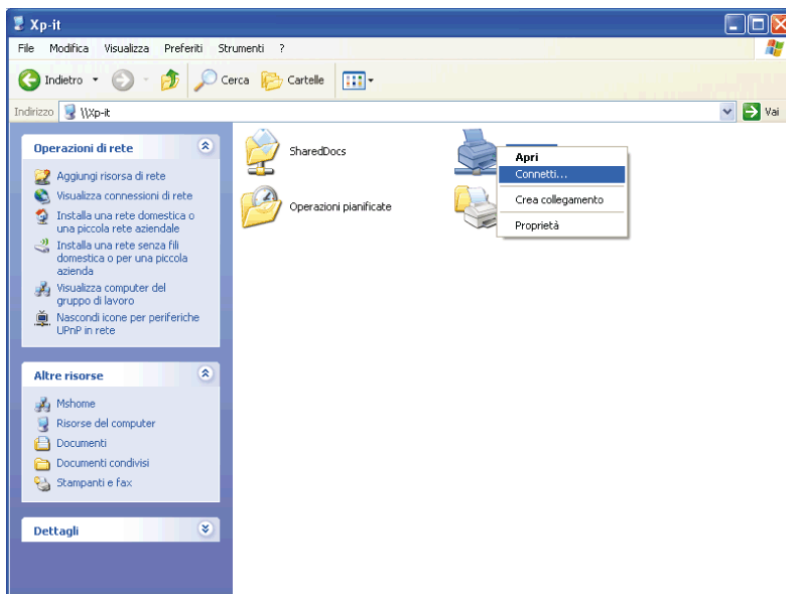 Xp-it
File Modifica Visualizza Preferiti Strumenti ?
Indietro Cerca Cartelle
Indirizzo \\Xp-it Vai
Operazioni di rete
Aggiungi risorsa di rete
Visualizza connessioni di rete
Installa una rete domestica o
una piccola rete aziendale
Installa una rete senza fili
domestica o per una piccola
azienda
Visualizza computer del
gruppo di lavoro
Nascondi icone per periferiche
UPnP in rete
Altre risorse
Mshome
Risorse del computer
Documenti
Documenti condivisi
Stampanti e fax
Dettagli
SharedDocs
Operazioni pianificate
Apri
Connetti...
Crea collegamento
Proprietà